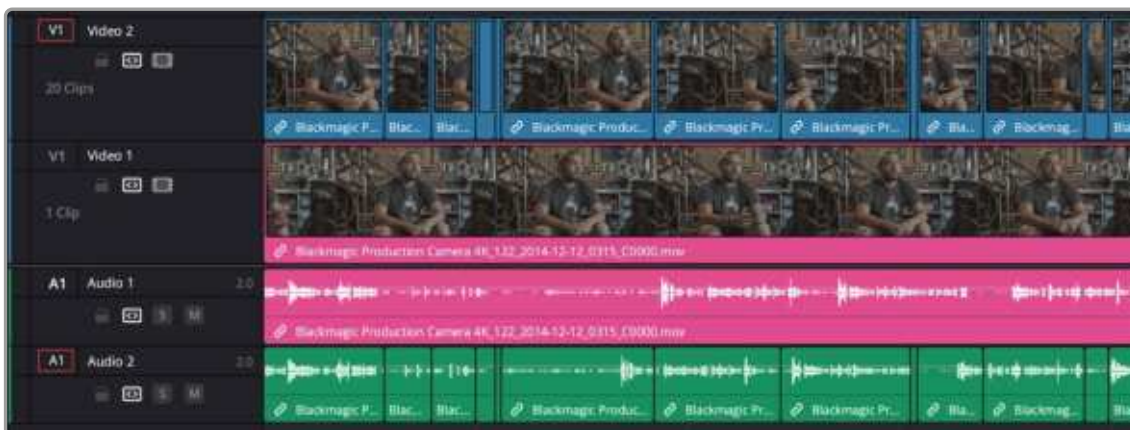 V1 Video 2
20 Clips
Blackmagic P... Blac... Blac... Blackmagic Produc... Blackmagic Pr... Blackmagic Pr... Bla... Blackmag... Bla
V1 Video 1
1 Clip
Blackmagic Production Camera 4K_122_2014-12-12_0315_C0000.mov
A1 Audio 1 2.0
S M
Blackmagic Production Camera 4K_122_2014-12-12_0315_C0000.mov
A1 Audio 2 2.0
S M
Blackmagic P... Blac... Blac... Blackmagic Produc... Blackmagic Pr... Blackmagic Pr... Bla... Blackmag... Bla